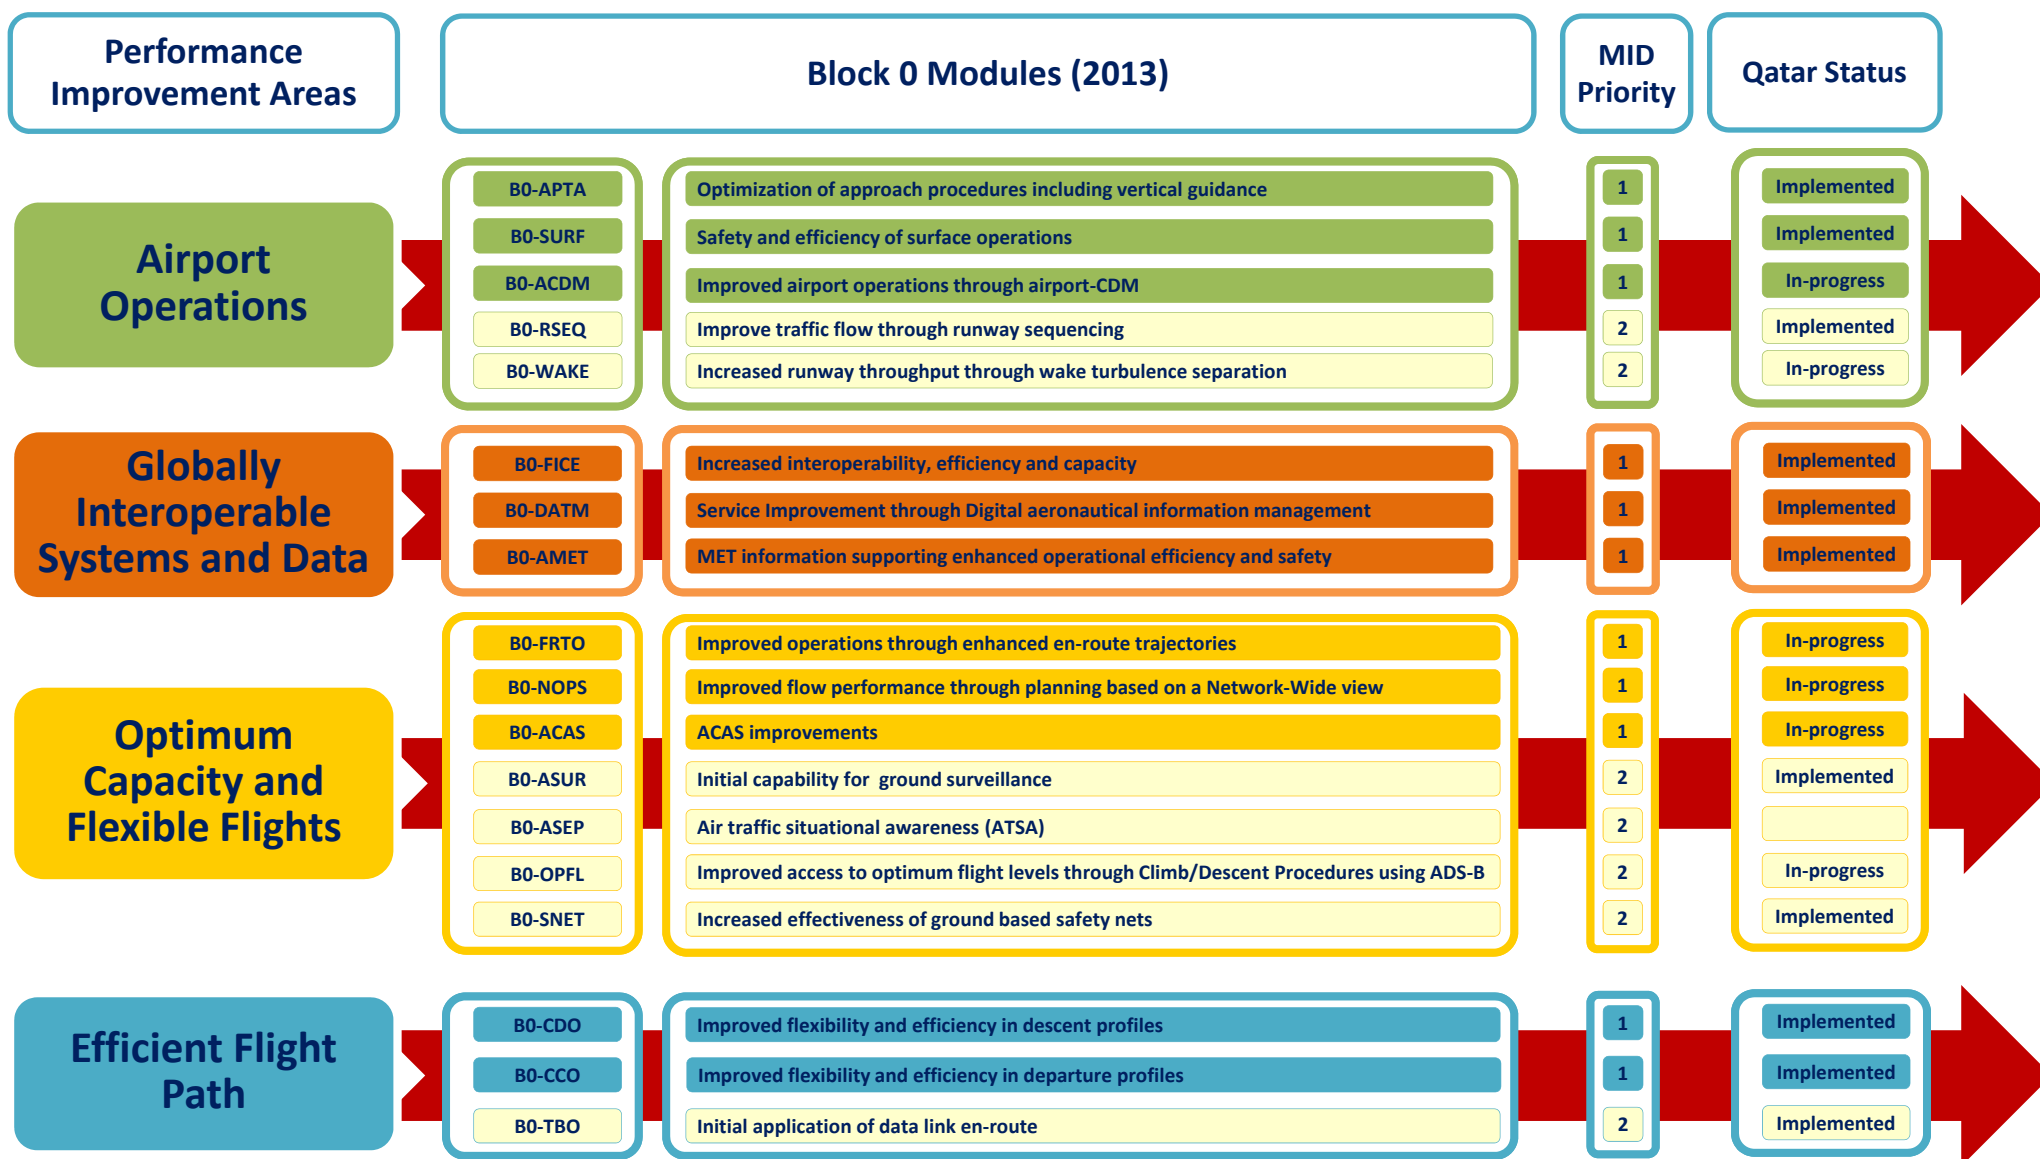 Performance
Improvement Areas
Block 0 Modules (2013)
MID
Priority
Qatar Status
Airport
Operations
B0-APTA Optimization of approach procedures including vertical guidance 1 Implemented
B0-SURF Safety and efficiency of surface operations 1 Implemented
B0-ACDM Improved airport operations through airport-CDM 1 In-progress
B0-RSEQ Improve traffic flow through runway sequencing 2 Implemented
B0-WAKE Increased runway throughput through wake turbulence separation 2 In-progress
Globally
Interoperable
Systems and Data
B0-FICE Increased interoperability, efficiency and capacity 1 Implemented
B0-DATM Service Improvement through Digital aeronautical information management 1 Implemented
B0-AMET MET information supporting enhanced operational efficiency and safety 1 Implemented
Optimum
Capacity and
Flexible Flights
B0-FRTO Improved operations through enhanced en-route trajectories 1 In-progress
B0-NOPS Improved flow performance through planning based on a Network-Wide view 1 In-progress
B0-ACAS ACAS improvements 1 In-progress
B0-ASUR Initial capability for ground surveillance 2 Implemented
B0-ASEP Air traffic situational awareness (ATSA) 2
B0-OPFL Improved access to optimum flight levels through Climb/Descent Procedures using ADS-B 2 In-progress
B0-SNET Increased effectiveness of ground based safety nets 2 Implemented
Efficient Flight
Path
B0-CDO Improved flexibility and efficiency in descent profiles 1 Implemented
B0-CCO Improved flexibility and efficiency in departure profiles 1 Implemented
B0-TBO Initial application of data link en-route 2 Implemented